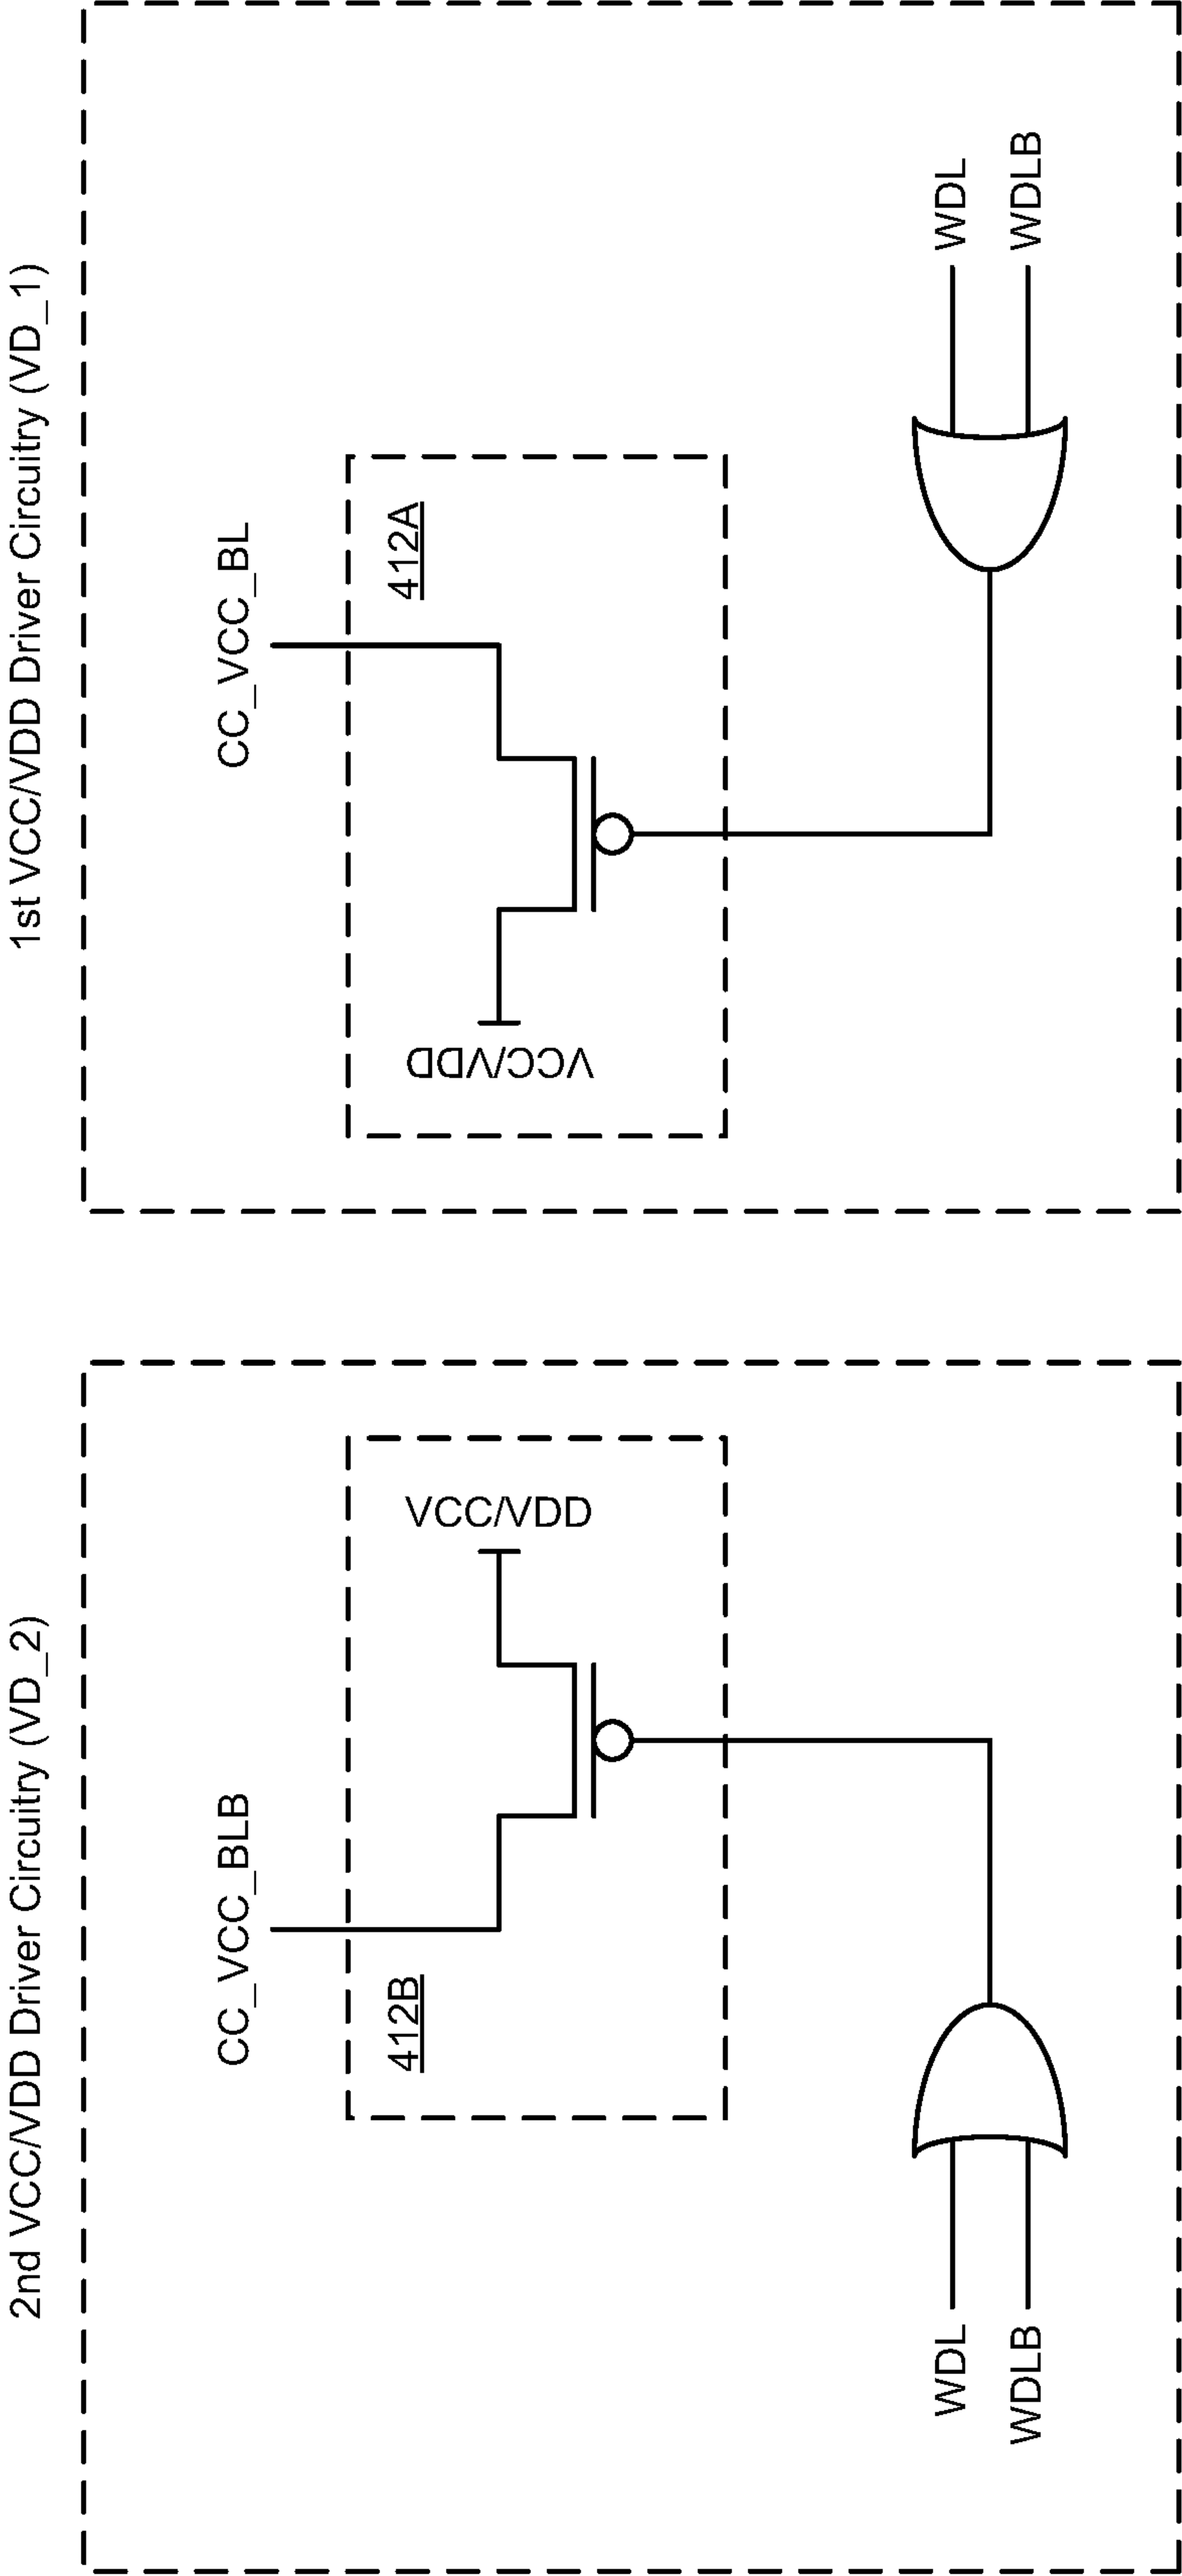 2nd VCC/VDD Driver Circuitry (VD_2)
CC_VCC_BLB
412B
VCC/VDD
WDL
WDLB
1st VCC/VDD Driver Circuitry (VD_1)
CC_VCC_BL
412A
VCC/VDD
WDL
WDLB